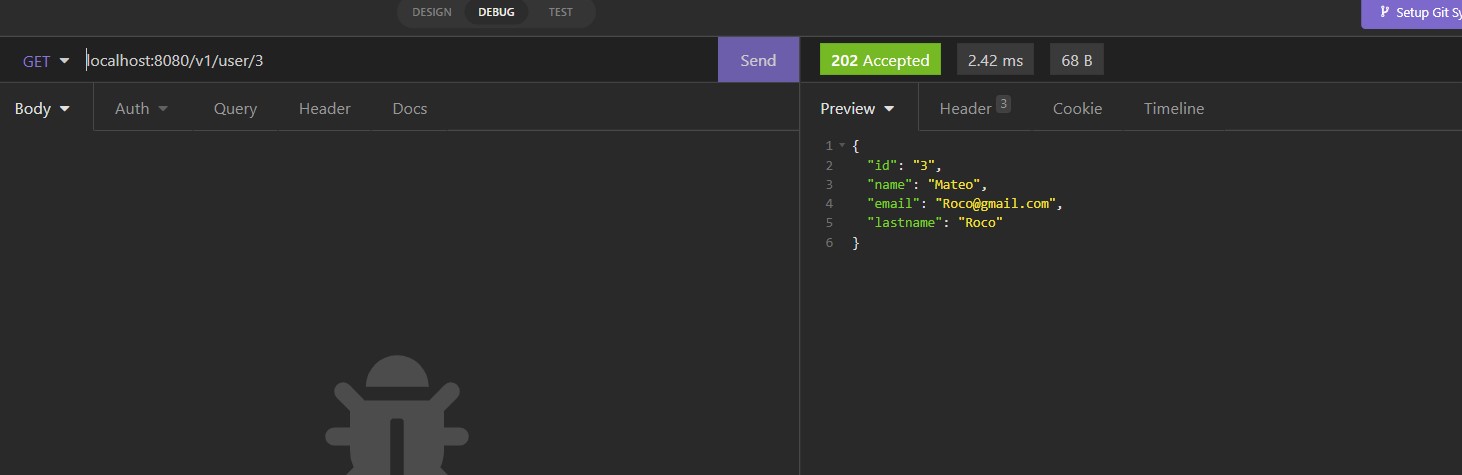 DESIGN DEBUG TEST
Setup Git Sy
GET localhost:8080/v1/user/3 Send 202 Accepted 2.42 ms 68 B
Body Auth Query Header Docs Preview Header 3 Cookie Timeline
1 {
2 "id": "3",
3 "name": "Mateo",
4 "email": "Roco@gmail.com",
5 "lastname": "Roco"
6 }